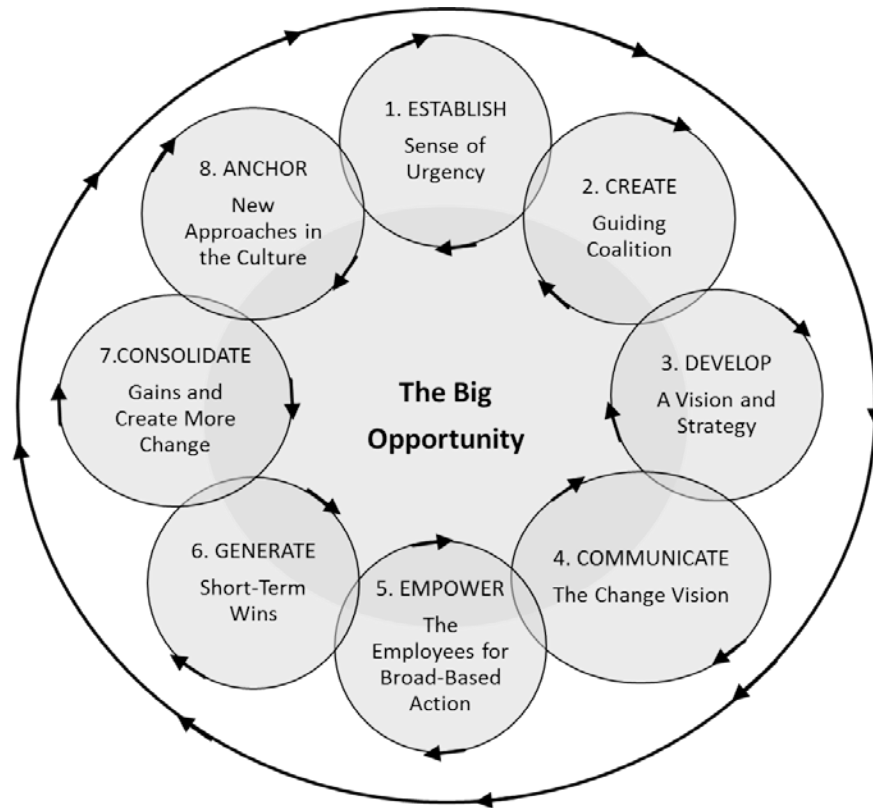 1. ESTABLISH
Sense of
Urgency
2. CREATE
Guiding
Coalition
3. DEVELOP
A Vision and
Strategy
4. COMMUNICATE
The Change Vision
5. EMPOWER
The
Employees for
Broad-Based
Action
6. GENERATE
Short-Term
Wins
7.CONSOLIDATE
Gains and
Create More
Change
8. ANCHOR
New
Approaches in
the Culture
The Big
Opportunity